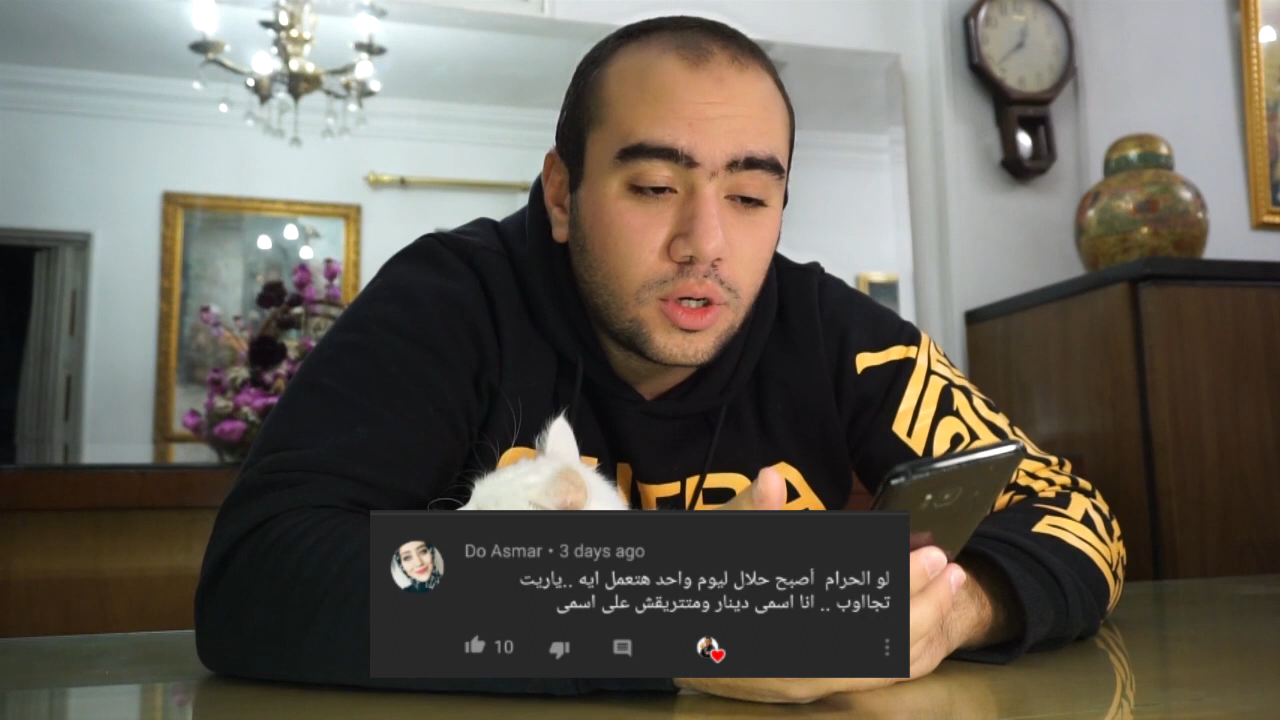 Do Asmar • 3 days ago
لو الحرام أصبح حلال ليوم واحد هتعمل ايه ..ياريت
تجااوب .. انا اسمى دينار ومتتريقش على اسمى
10